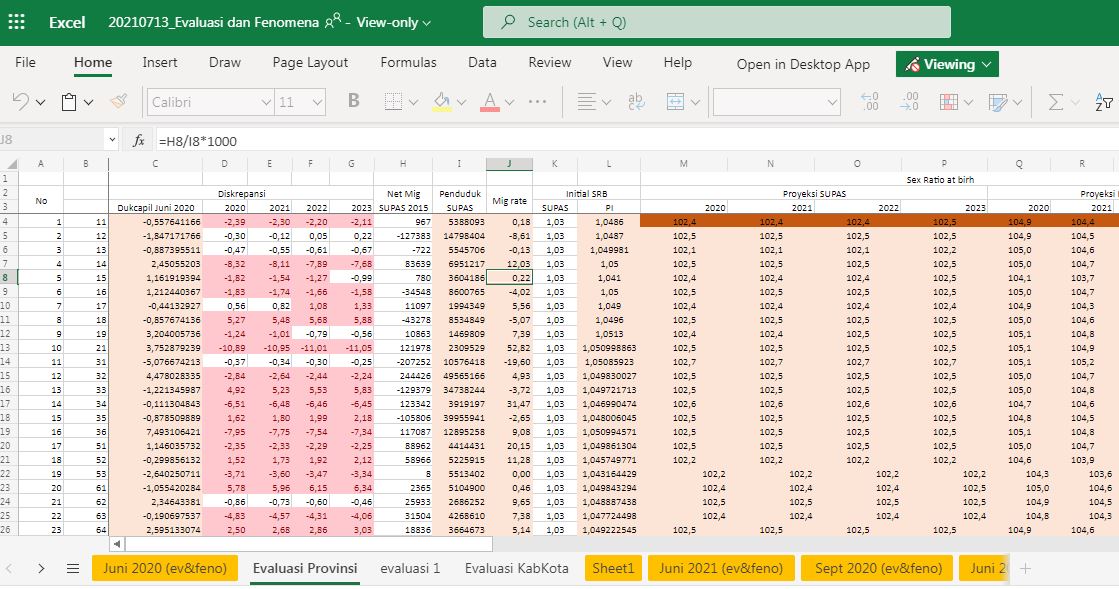 Excel 20210713_Evaluasi dan Fenomena - View-only Search (Alt + Q)
File Home Insert Draw Page Layout Formulas Data Review View Help Open in Desktop App Viewing
Calibri 11 B A ab
J8 fx =H8/I8*1000
A B C D E F G H I J K L M N O P Q R
1 Sex Ratio at birh
2 No Diskrepansi Net Mig Penduduk Mig rate Initial SRB Proyeksi SUPAS Proyeksi
3 Dukcapil Juni 2020 2020 2021 2022 2023 SUPAS 2015 SUPAS SUPAS PI 2020 2021 2022 2023 2020 2021
4 1 11 -0,557641166 -2,39 -2,30 -2,20 -2,11 967 5388093 0,18 1,03 1,0486 102,4 102,4 102,4 102,5 104,9 104,4
5 2 12 -1,847171766 -0,30 -0,12 0,05 0,22 -127383 14798404 -8,61 1,03 1,0487 102,5 102,5 102,5 102,5 104,9 104,5
6 3 13 -0,887395511 -0,47 -0,55 -0,61 -0,67 -722 5545706 -0,13 1,03 1,049981 102,1 102,1 102,1 102,2 105,0 104,6
7 4 14 2,45055203 -8,32 -8,11 -7,89 -7,68 83639 6951217 12,03 1,03 1,05 102,5 102,5 102,5 102,5 105,0 104,7
8 5 15 1,161919394 -1,82 -1,54 -1,27 -0,99 780 3604186 0,22 1,03 1,041 102,4 102,4 102,4 102,4 104,1 103,7
9 6 16 1,212440367 -1,83 -1,74 -1,66 -1,58 -34548 8600765 -4,02 1,03 1,05 102,5 102,5 102,5 102,5 105,0 104,7
10 7 17 -0,44132927 0,56 0,82 1,08 1,33 11097 1994349 5,56 1,03 1,049 102,4 102,4 102,4 102,4 104,9 104,3
11 8 18 -0,857674136 5,27 5,48 5,68 5,88 -43278 8534849 -5,07 1,03 1,0496 102,5 102,5 102,5 102,5 105,0 104,6
12 9 19 3,204005736 -1,24 -1,01 -0,79 -0,56 10863 1469809 7,39 1,03 1,0513 102,4 102,4 102,5 102,5 105,1 104,8
13 10 21 3,752879239 -10,89 -10,95 -11,01 -11,05 121978 2309529 52,82 1,03 1,050998863 102,5 102,5 102,5 102,5 105,1 104,9
14 11 31 -5,076674213 -0,37 -0,34 -0,30 -0,25 -207252 10576418 -19,60 1,03 1,05085923 102,7 102,7 102,7 102,7 105,1 105,2
15 12 32 4,478028335 -2,84 -2,64 -2,44 -2,24 244426 49565166 4,93 1,03 1,049830027 102,5 102,5 102,5 102,5 105,0 104,7
16 13 33 -1,221345987 4,92 5,23 5,53 5,83 -129379 34738244 -3,72 1,03 1,049721713 102,5 102,5 102,5 102,5 105,0 104,8
17 14 34 -0,111304843 -6,51 -6,48 -6,46 -6,45 123342 3919197 31,47 1,03 1,046990474 102,6 102,6 102,6 102,6 104,7 104,6
18 15 35 -0,878509889 1,62 1,80 1,99 2,18 -105806 39955941 -2,65 1,03 1,048006045 102,5 102,5 102,5 102,5 104,8 104,5
19 16 36 7,493106421 -7,95 -7,75 -7,54 -7,34 117087 12895258 9,08 1,03 1,050994571 102,5 102,5 102,5 102,5 105,1 104,8
20 17 51 1,146035732 -2,35 -2,33 -2,29 -2,25 88962 4414431 20,15 1,03 1,049861304 102,5 102,5 102,5 102,5 105,0 104,7
21 18 52 -0,299856132 1,52 1,73 1,92 2,12 58966 5225915 11,28 1,03 1,045749771 102,2 102,2 102,2 102,2 104,6 103,9
22 19 53 -2,640250711 -3,71 -3,60 -3,47 -3,34 8 5513402 0,00 1,03 1,043164429 102,2 102,2 102,2 102,2 104,3 103,6
23 20 61 -1,055420284 5,78 5,96 6,15 6,34 2365 5104900 0,46 1,03 1,049843294 102,4 102,4 102,4 102,5 105,0 104,6
24 21 62 2,34643381 -0,86 -0,73 -0,60 -0,46 25933 2686252 9,65 1,03 1,048887438 102,5 102,5 102,5 102,5 104,9 104,5
25 22 63 -0,190697537 -4,83 -4,57 -4,31 -4,06 31504 4268610 7,38 1,03 1,047724498 102,4 102,4 102,4 102,4 104,8 104,3
26 23 64 2,595133074 2,50 2,68 2,86 3,03 18836 3664673 5,14 1,03 1,049222545 102,5 102,5 102,5 102,5 104,9 104,6
Juni 2020 (ev&feno) Evaluasi Provinsi evaluasi 1 Evaluasi KabKota Sheet1 Juni 2021 (ev&feno) Sept 2020 (ev&feno) Juni 2